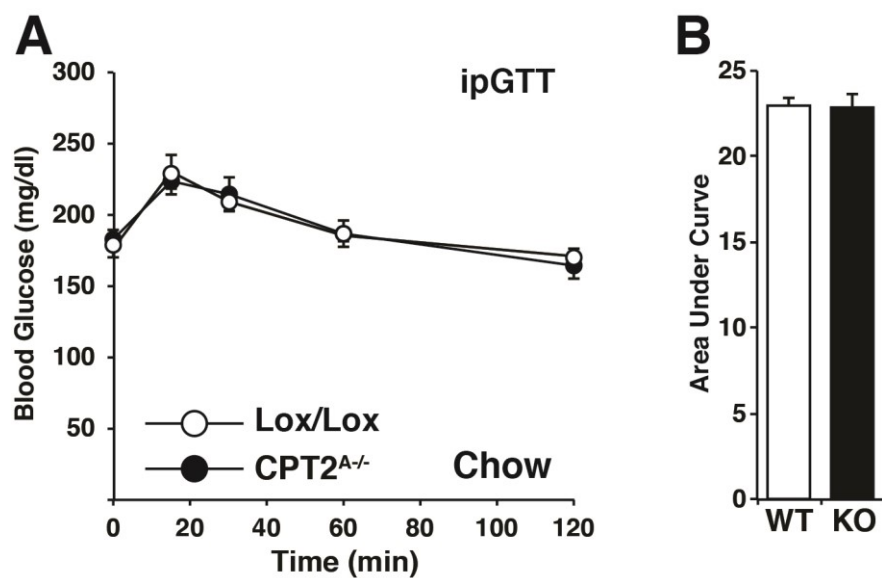 A
ipGTT
Blood Glucose (mg/dl)
300
250
200
150
100
50
Lox/Lox
CPT2A-/-
Chow
0
20
40
60
80
100
120
Time (min)
B
Area Under Curve
25
20
15
10
5
0
WT
KO